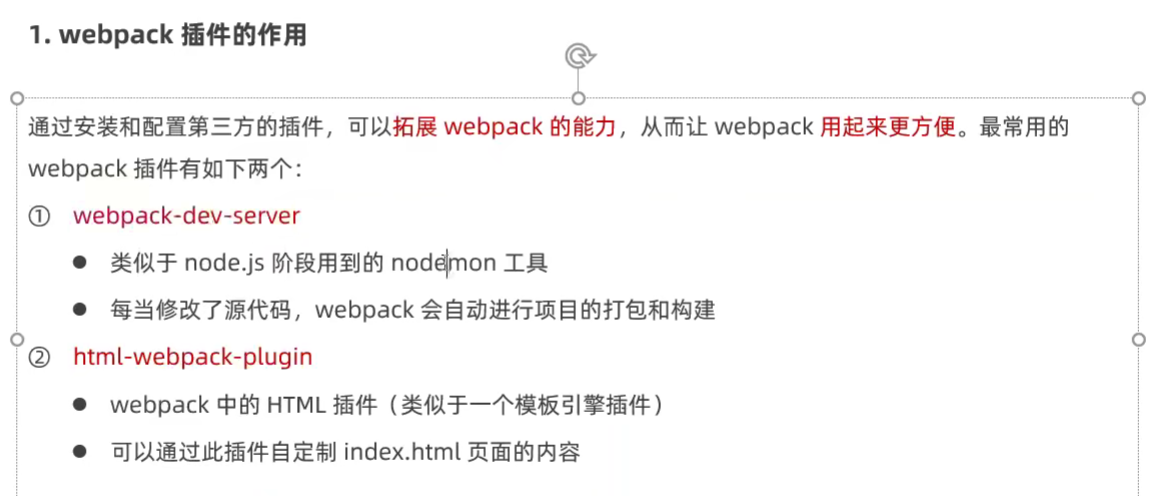 1. webpack 插件的作用
通过安装和配置第三方的插件，可以拓展 webpack 的能力，从而让 webpack 用起来更方便。最常用的
webpack 插件有如下两个：
① webpack-dev-server
● 类似于 node.js 阶段用到的 nodemon 工具
● 每当修改了源代码，webpack 会自动进行项目的打包和构建
② html-webpack-plugin
● webpack 中的 HTML 插件（类似于一个模板引擎插件）
● 可以通过此插件自定制 index.html 页面的内容